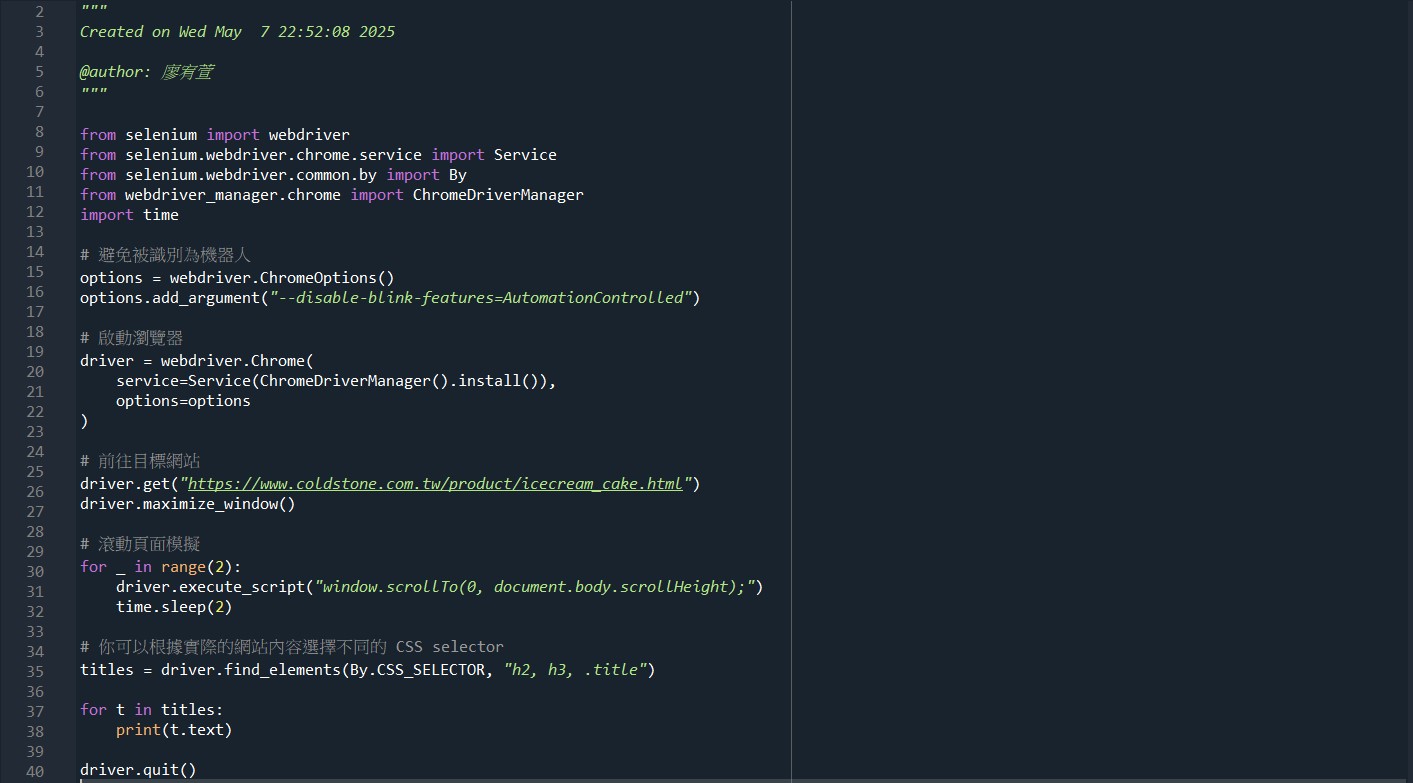 2 """
3 Created on Wed May  7 22:52:08 2025
4
5 @author: 廖宥萱
6 """
7
8 from selenium import webdriver
9 from selenium.webdriver.chrome.service import Service
10 from selenium.webdriver.common.by import By
11 from webdriver_manager.chrome import ChromeDriverManager
12 import time
13
14 # 避免被識別為機器人
15 options = webdriver.ChromeOptions()
16 options.add_argument("--disable-blink-features=AutomationControlled")
17
18 # 啟動瀏覽器
19 driver = webdriver.Chrome(
20     service=Service(ChromeDriverManager().install()),
21     options=options
22 )
23
24 # 前往目標網站
25 driver.get("https://www.coldstone.com.tw/product/icecream_cake.html")
26 driver.maximize_window()
27
28 # 滾動頁面模擬
29 for _ in range(2):
30     driver.execute_script("window.scrollTo(0, document.body.scrollHeight);")
31     time.sleep(2)
32
33 # 你可以根據實際的網站內容選擇不同的 CSS selector
34 titles = driver.find_elements(By.CSS_SELECTOR, "h2, h3, .title")
35
36 for t in titles:
37     print(t.text)
38
39 driver.quit()
40